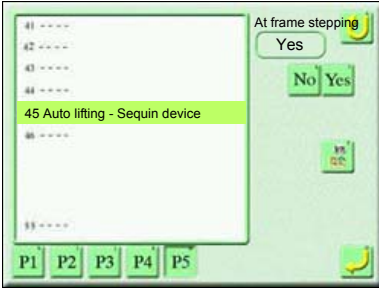 41 ----
At frame stepping
42 ----
Yes
43 ----
No Yes
44 ----
45 Auto lifting - Sequin device
46 ----
55 ----
P1 P2 P3 P4 P5